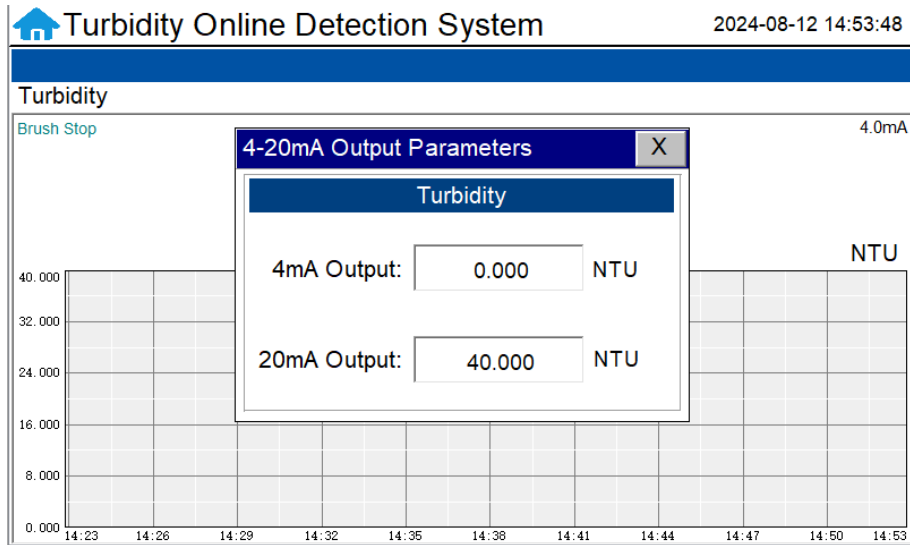 Turbidity Online Detection System 2024-08-12 14:53:48
Turbidity
Brush Stop 4.0mA
4-20mA Output Parameters X
Turbidity
NTU
4mA Output: 0.000 NTU
20mA Output: 40.000 NTU
40.000
32.000
24.000
16.000
8.000
0.000
14:23 14:26 14:29 14:32 14:35 14:38 14:41 14:44 14:47 14:50 14:53